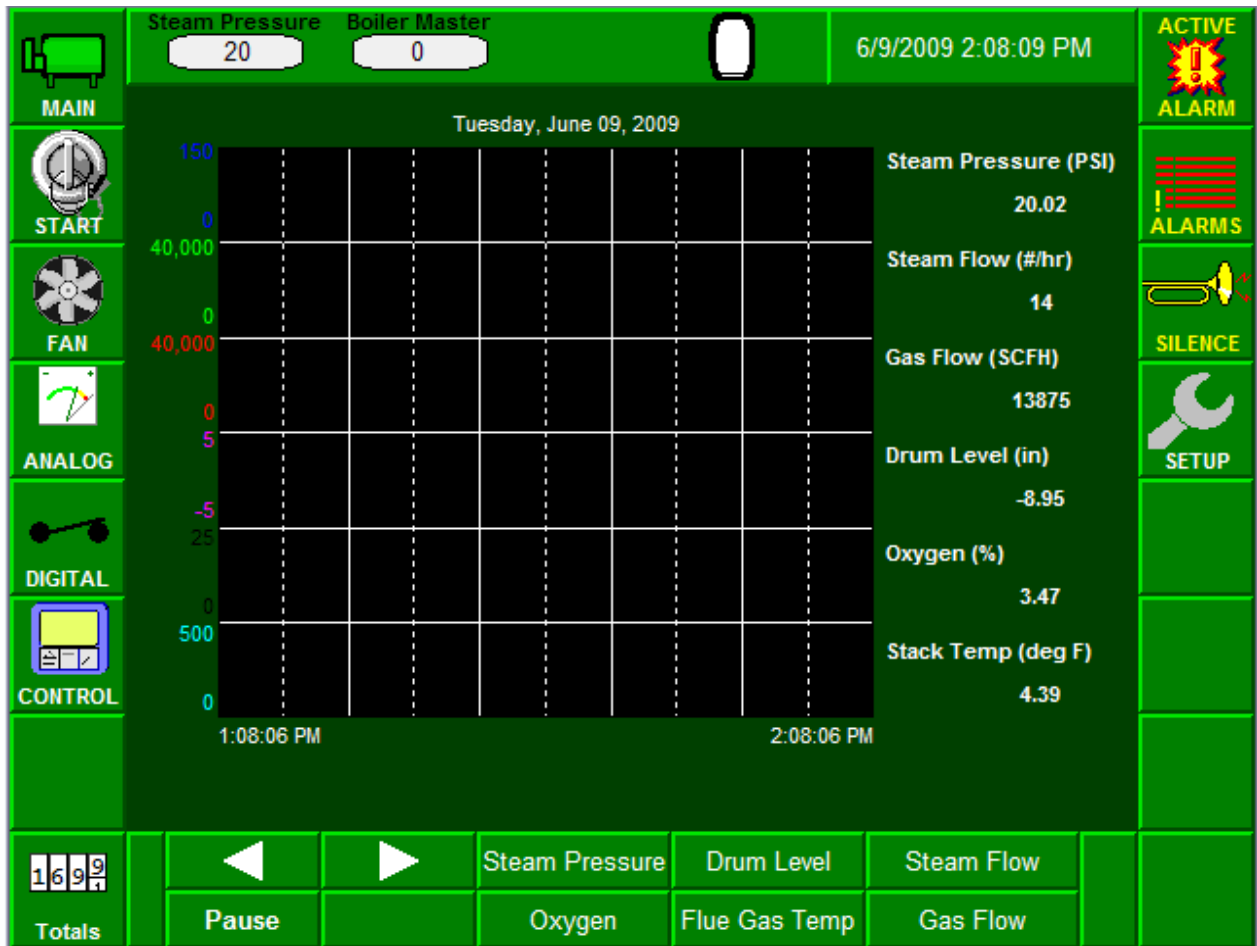 Steam Pressure Boiler Master
20 0
6/9/2009 2:08:09 PM
ACTIVE
ALARM
MAIN
START
FAN
ANALOG
DIGITAL
CONTROL
Tuesday, June 09, 2009
150
0
40,000
0
40,000
0
5
-5
25
0
500
0
1:08:06 PM 2:08:06 PM
Steam Pressure (PSI)
20.02
Steam Flow (#/hr)
14
Gas Flow (SCFH)
13875
Drum Level (in)
-8.95
Oxygen (%)
3.47
Stack Temp (deg F)
4.39
!
ALARMS
SILENCE
SETUP
1699
Totals
Steam Pressure Drum Level Steam Flow
Pause Oxygen Flue Gas Temp Gas Flow